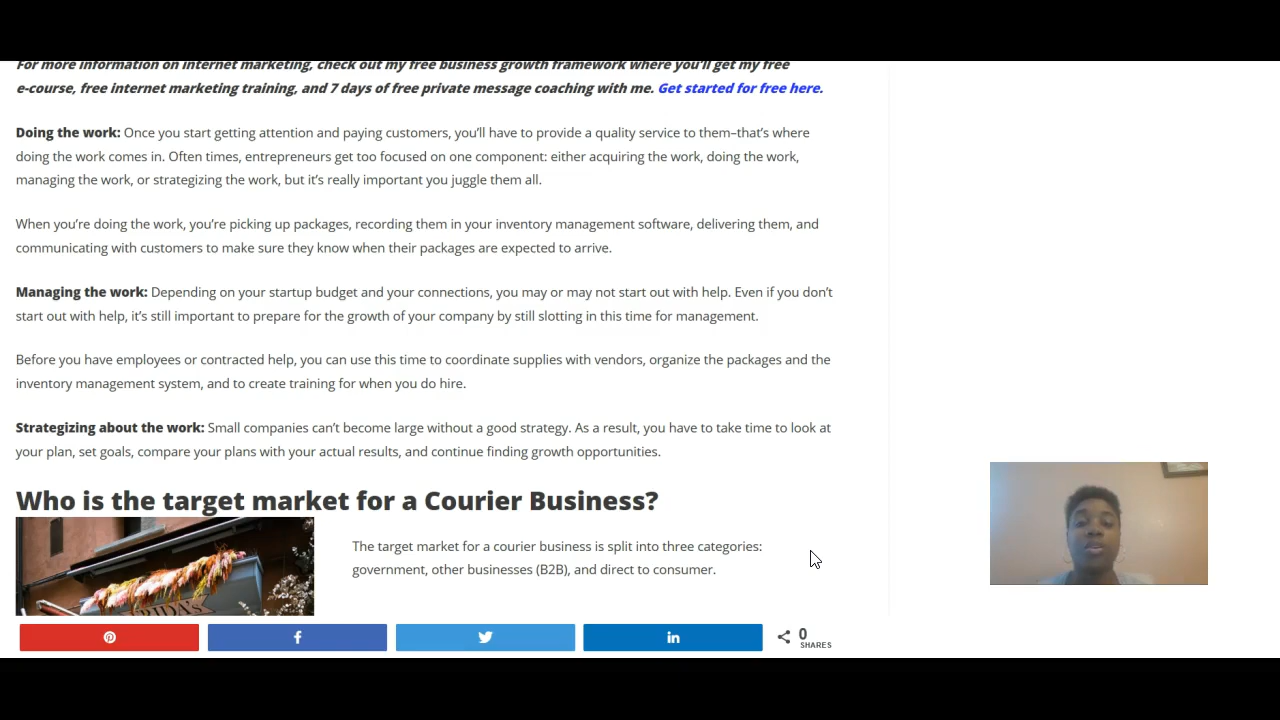 For more information on internet marketing, check out my free business growth framework where you'll get my free
e-course, free internet marketing training, and 7 days of free private message coaching with me. Get started for free here.
Doing the work: Once you start getting attention and paying customers, you'll have to provide a quality service to them–that's where
doing the work comes in. Often times, entrepreneurs get too focused on one component: either acquiring the work, doing the work,
managing the work, or strategizing the work, but it's really important you juggle them all.
When you're doing the work, you're picking up packages, recording them in your inventory management software, delivering them, and
communicating with customers to make sure they know when their packages are expected to arrive.
Managing the work: Depending on your startup budget and your connections, you may or may not start out with help. Even if you don't
start out with help, it's still important to prepare for the growth of your company by still slotting in this time for management.
Before you have employees or contracted help, you can use this time to coordinate supplies with vendors, organize the packages and the
inventory management system, and to create training for when you do hire.
Strategizing about the work: Small companies can't become large without a good strategy. As a result, you have to take time to look at
your plan, set goals, compare your plans with your actual results, and continue finding growth opportunities.
Who is the target market for a Courier Business?
The target market for a courier business is split into three categories:
government, other businesses (B2B), and direct to consumer.
0
SHARES